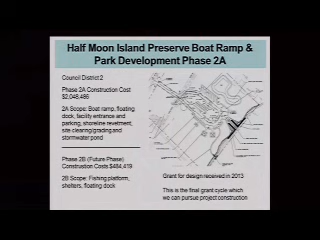 Half Moon Island Preserve Boat Ramp &
Park Development Phase 2A
Council District 2
Phase 2A Construction Cost
$2,048,486
2A Scope: Boat ramp, floating
dock, facility entrance and
parking, shoreline revetment,
site clearing/grading and
stormwater pond
Phase 2B (Future Phase)
Construction Costs $484,419
2B Scope: Fishing platform,
shelters, floating dock
Grant for design received in 2013
This is the final grant cycle which
we can pursue project construction